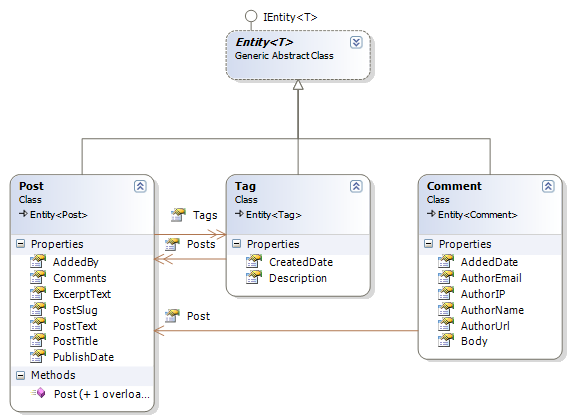 IEntity<T>
Entity<T>
Generic Abstract Class
Post
Class
Entity<Post>
Properties
AddedBy
Comments
ExcerptText
PostSlug
PostText
PostTitle
PublishDate
Methods
Post (+ 1 overloa...
Tags
Posts
Post
Tag
Class
Entity<Tag>
Properties
CreatedDate
Description
Comment
Class
Entity<Comment>
Properties
AddedDate
AuthorEmail
AuthorIP
AuthorName
AuthorUrl
Body